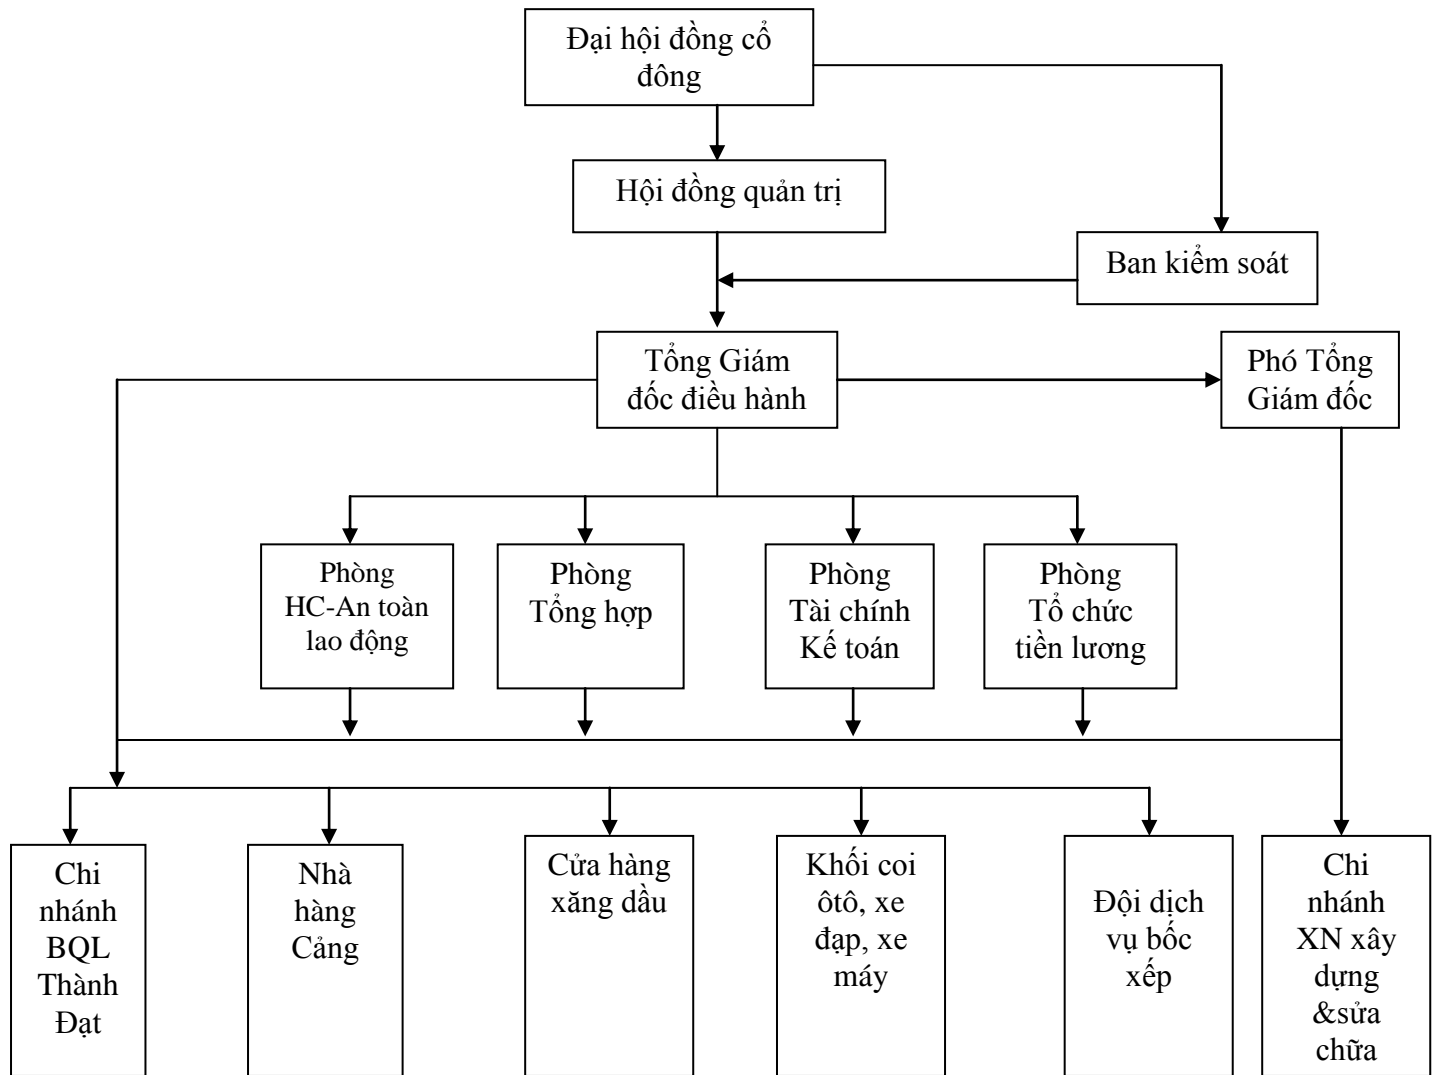 Đại hội đồng cổ
đông
Hội đồng quản trị
Ban kiểm soát
Tổng Giám
đốc điều hành
Phó Tổng
Giám đốc
Phòng
HC-An toàn
lao động
Phòng
Tổng hợp
Phòng
Tài chính
Kế toán
Phòng
Tổ chức
tiền lương
Chi
nhánh
BQL
Thành
Đạt
Nhà
hàng
Cảng
Cửa hàng
xăng dầu
Khối coi
ôtô, xe
đạp, xe
máy
Đội dịch
vụ bốc
xếp
Chi
nhánh
XN xây
dựng
&sửa
chữa